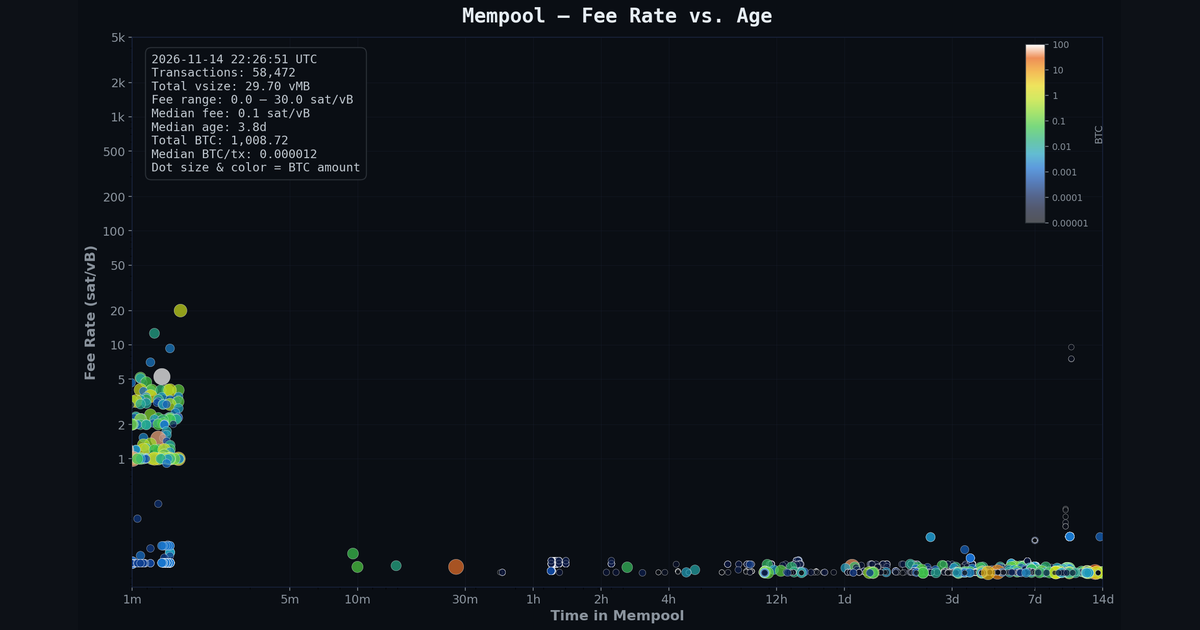 Mempool — Fee Rate vs. Age
2026-11-14 22:26:51 UTC
Transactions: 58,472
Total vsize: 29.70 vMB
Fee range: 0.0 — 30.0 sat/vB
Median fee: 0.1 sat/vB
Median age: 3.8d
Total BTC: 1,008.72
Median BTC/tx: 0.000012
Dot size & color = BTC amount
100
10
1
0.1
0.01
0.001
0.0001
0.00001
BTC
Fee Rate (sat/vB)
5k
2k
1k
500
200
100
50
20
10
5
2
1
1m 5m 10m 30m 1h 2h 4h 12h 1d 3d 7d 14d
Time in Mempool